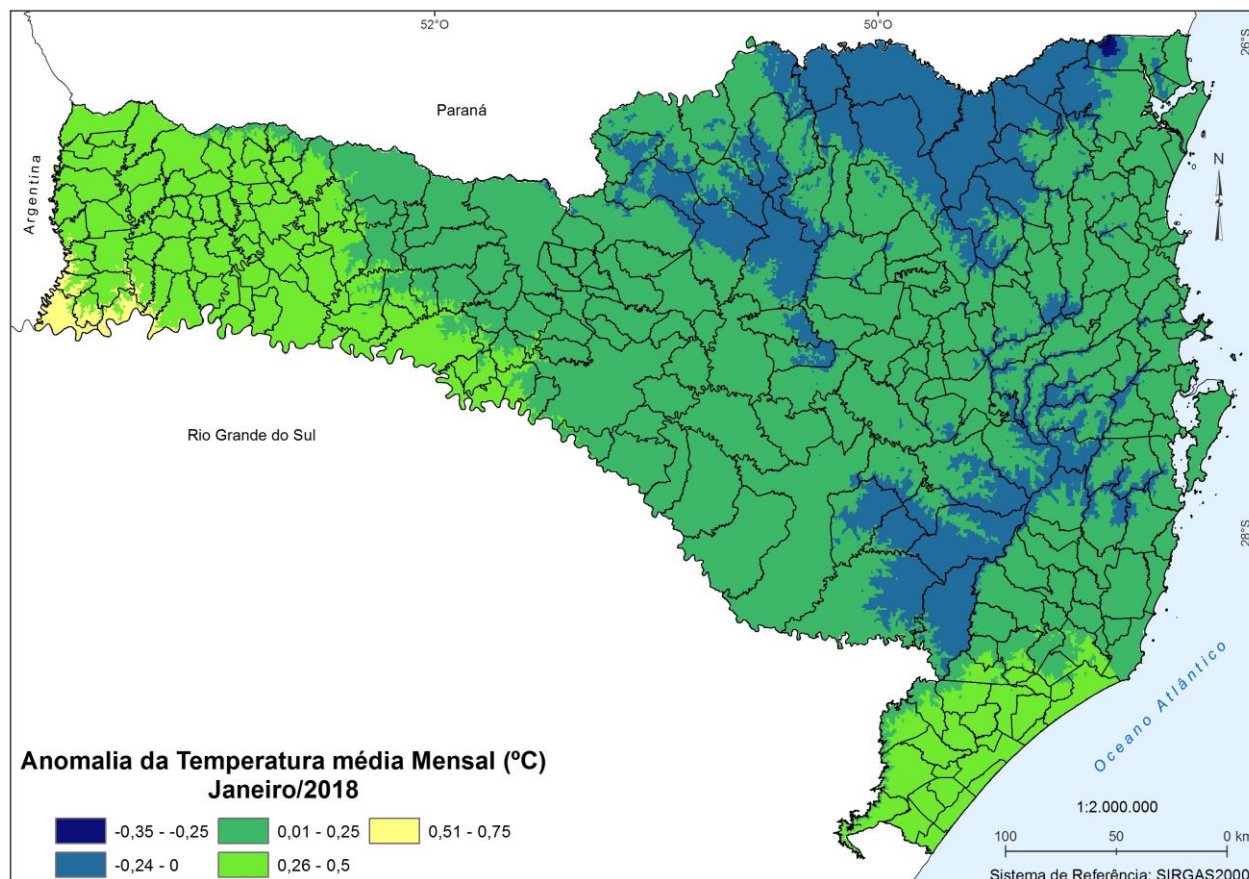 52°O
50°O
26°S
Paraná
Argentina
N
Rio Grande do Sul
28°S
Oceano Atlântico
Anomalia da Temperatura média Mensal (ºC)
Janeiro/2018
-0,35 - -0,25
0,01 - 0,25
0,51 - 0,75
-0,24 - 0
0,26 - 0,5
1:2.000.000
100 50 0 km
Sistema de Referência: SIRGAS2000